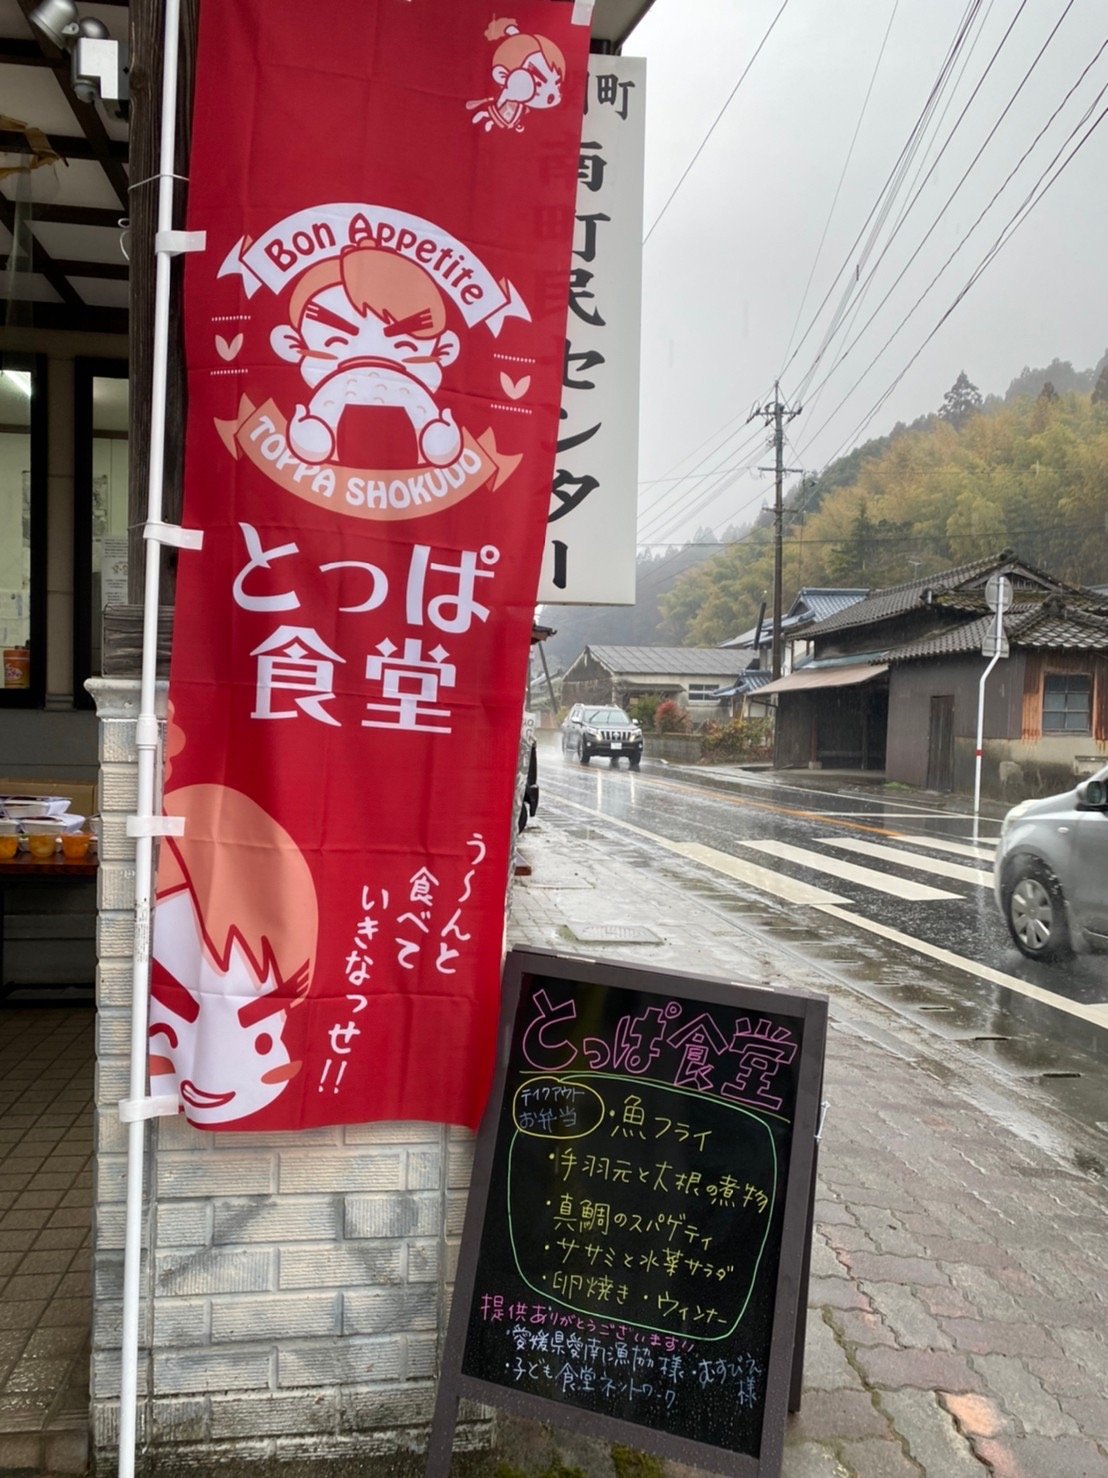 Bon Appetite
TOPPA SHOKUDO
とっぱ
食堂
う〜んと
食べて
いきなっせ!!
町
南町民センター
とっぱ食堂
テイクアウト
お弁当
・魚フライ
・手羽元と大根の煮物
・真鯛のスパゲティ
・ササミと水菜サラダ
・卵焼き・ウィンナー
提供ありがとうございます!!
・愛媛県愛南漁協様・むすびえ様
・子ども食堂ネットワーク